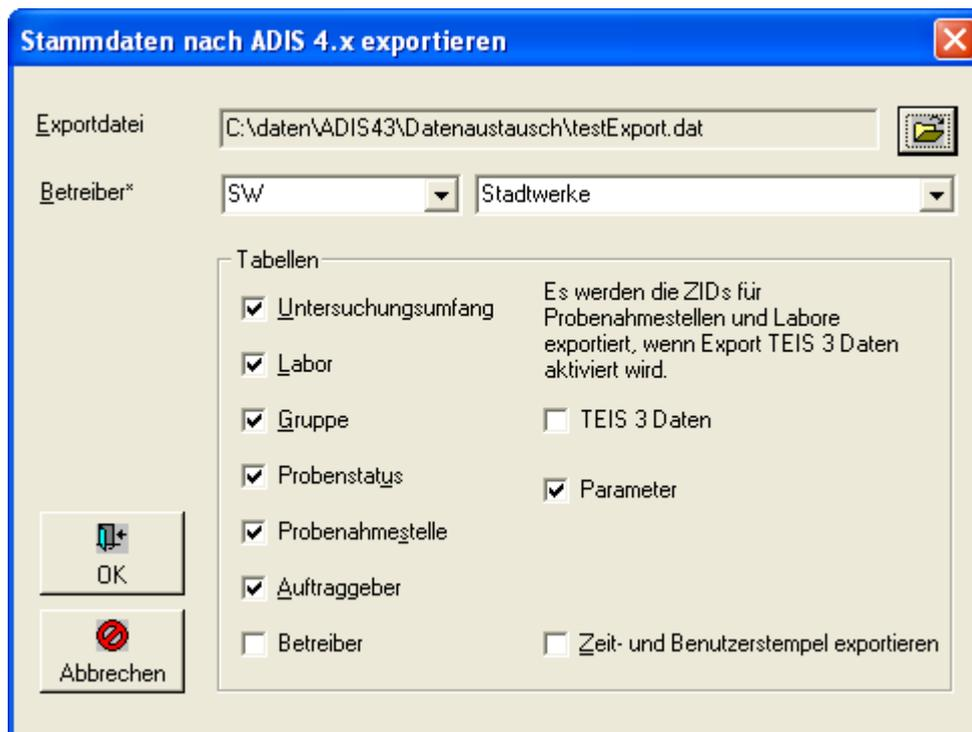 Stammdaten nach ADIS 4.x exportieren
Exportdatei
C:\daten\ADIS43\Datenaustausch\testExport.dat
Betreiber*
SW
Stadtwerke
Tabellen
Untersuchungsumfang
Labor
Gruppe
Probenstatus
Probenahmestelle
Auftraggeber
Betreiber
Es werden die ZIDs für
Probenahmestellen und Labore
exportiert, wenn Export TEIS 3 Daten
aktiviert wird.
TEIS 3 Daten
Parameter
Zeit- und Benutzerstempel exportieren
OK
Abbrechen